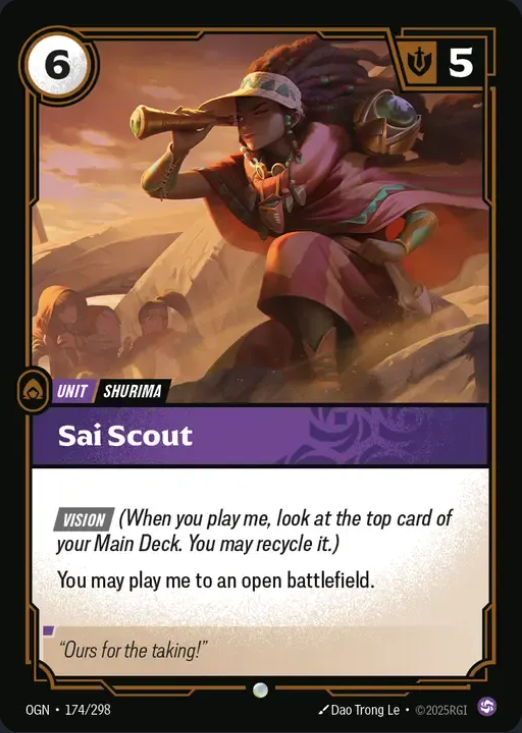 6
5
UNIT SHURIMA
Sai Scout
VISION (When you play me, look at the top card of
your Main Deck. You may recycle it.)
You may play me to an open battlefield.
“Ours for the taking!”
OGN • 174/298 Dao Trong Le • ©2025RGI